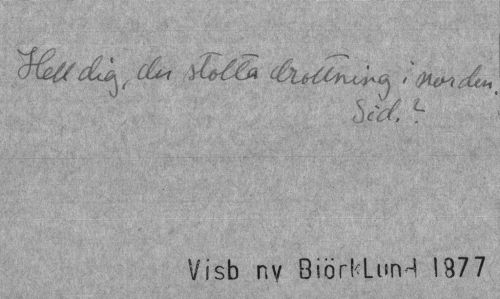 Hell dig, du stolta drottning i norden.
Sid. ?
Visb ny BiörkLund 1877